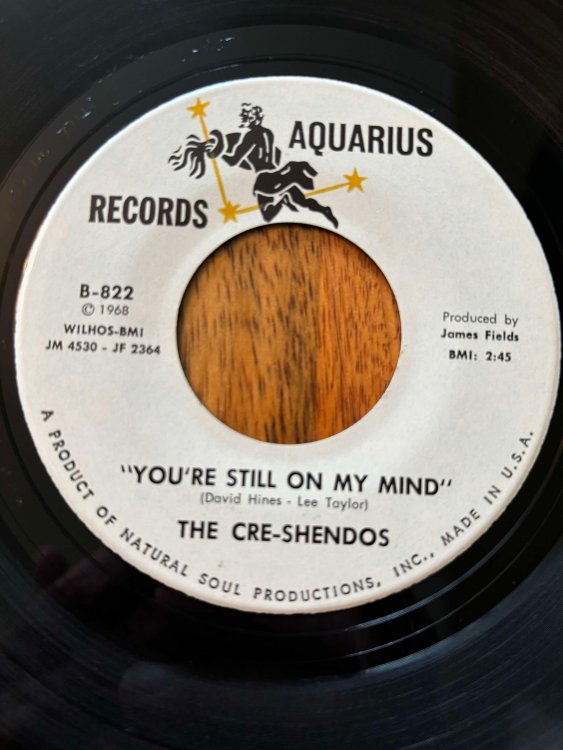 AQUARIUS
RECORDS
B-822
© 1968
WILHOS-BMI
JM 4530 - JF 2364
Produced by
James Fields
BMI: 2:45
"YOU'RE STILL ON MY MIND"
(David Hines - Lee Taylor)
THE CRE-SHENDOS
A PRODUCT OF NATURAL SOUL PRODUCTIONS, INC., MADE IN U.S.A.